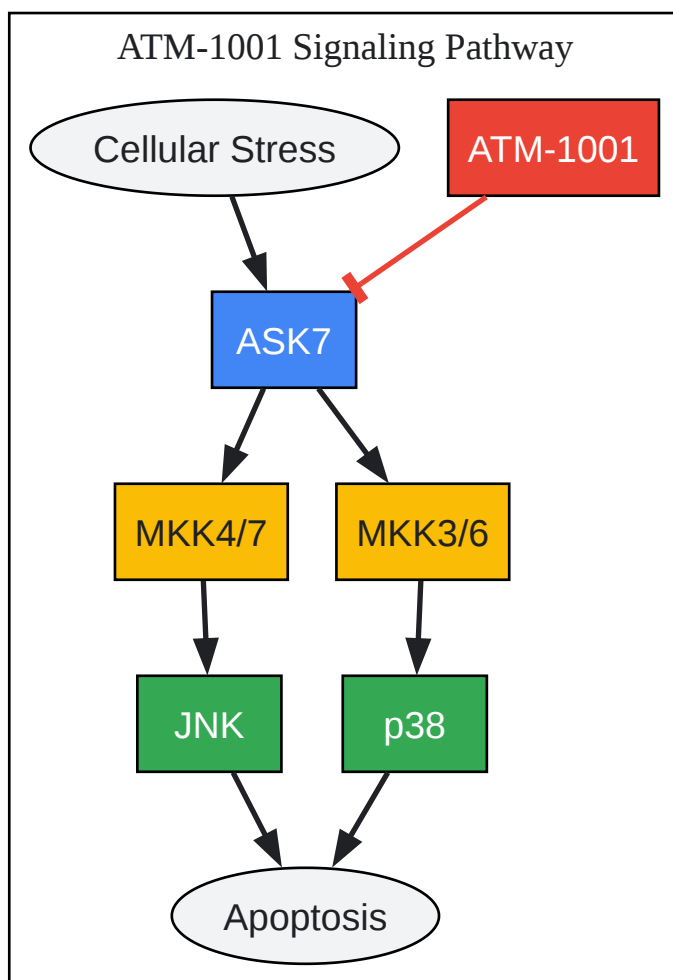 ATM-1001 Signaling Pathway
Cellular Stress
ATM-1001
ASK7
MKK4/7
MKK3/6
JNK
p38
Apoptosis